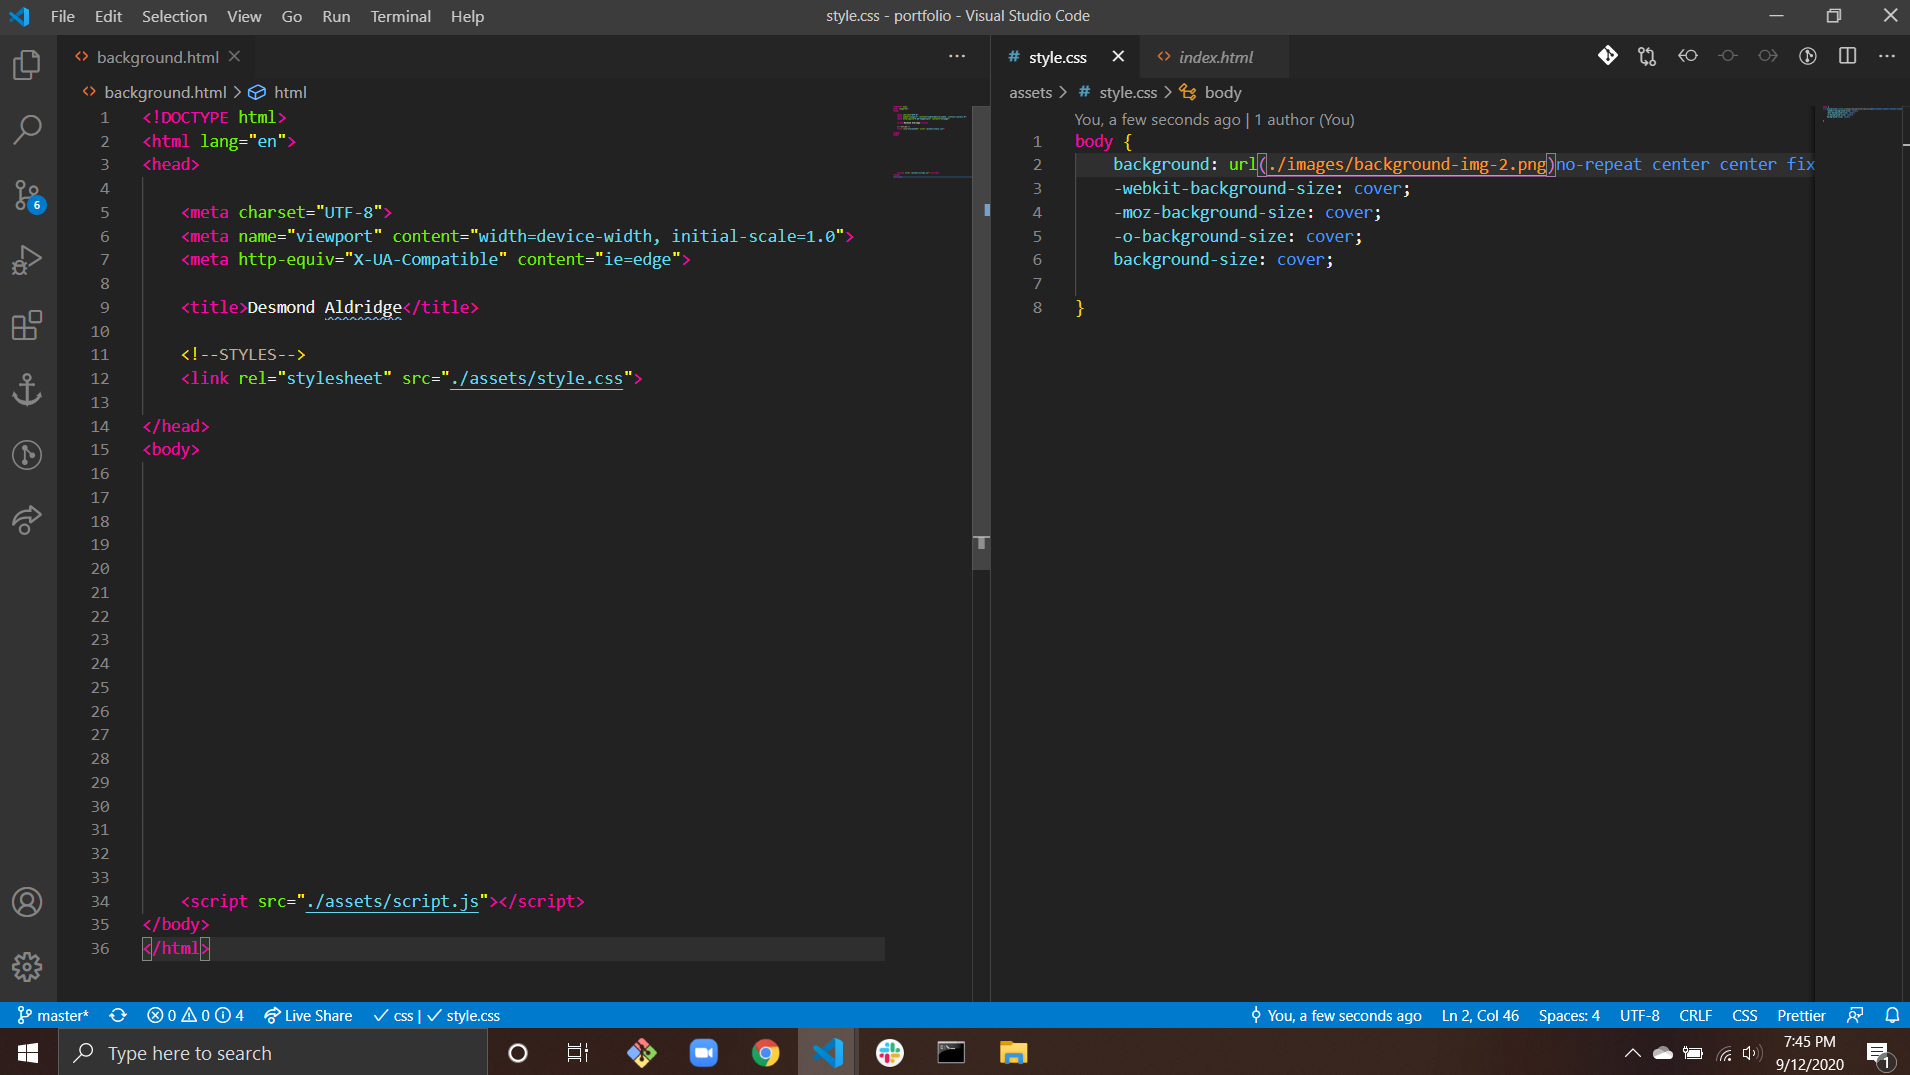 File Edit Selection View Go Run Terminal Help
style.css - portfolio - Visual Studio Code
background.html
background.html > html
1 <!DOCTYPE html>
2 <html lang="en">
3 <head>
4
5 <meta charset="UTF-8">
6 <meta name="viewport" content="width=device-width, initial-scale=1.0">
7 <meta http-equiv="X-UA-Compatible" content="ie=edge">
8
9 <title>Desmond Aldridge</title>
10
11 <!--STYLES-->
12 <link rel="stylesheet" src="./assets/style.css">
13
14 </head>
15 <body>
16
17
18
19
20
21
22
23
24
25
26
27
28
29
30
31
32
33
34 <script src="./assets/script.js"></script>
35 </body>
36 </html>
# style.css
index.html
assets > # style.css > body
You, a few seconds ago | 1 author (You)
1 body {
2 background: url(./images/background-img-2.png)no-repeat center center fix
3 -webkit-background-size: cover;
4 -moz-background-size: cover;
5 -o-background-size: cover;
6 background-size: cover;
7
8 }
6
master* 0 0 4 Live Share css | style.css
You, a few seconds ago Ln 2, Col 46 Spaces: 4 UTF-8 CRLF CSS Prettier
Type here to search
7:45 PM
9/12/2020
1